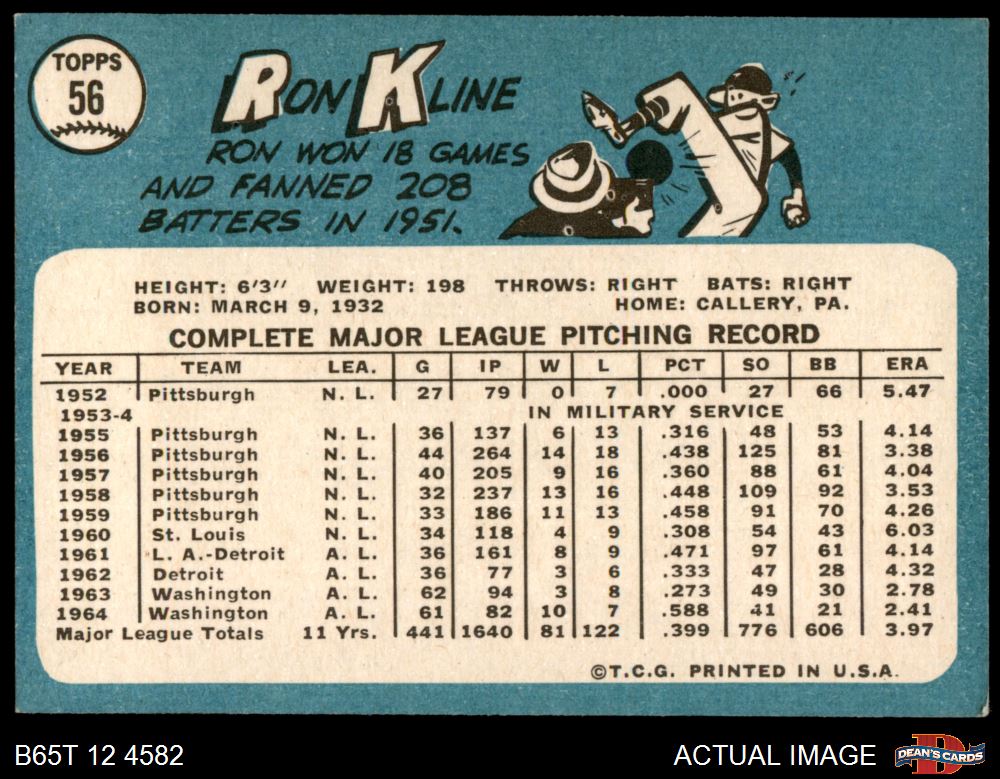 TOPPS
56
RON KLINE
RON WON 18 GAMES
AND FANNED 208
BATTERS IN 1951.
HEIGHT: 6'3" WEIGHT: 198 THROWS: RIGHT BATS: RIGHT
BORN: MARCH 9, 1932 HOME: CALLERY, PA.
COMPLETE MAJOR LEAGUE PITCHING RECORD
YEAR TEAM LEA. G IP W L PCT SO BB ERA
1952 Pittsburgh N. L. 27 79 0 7 .000 27 66 5.47
1953-4 IN MILITARY SERVICE
1955 Pittsburgh N. L. 36 137 6 13 .316 48 53 4.14
1956 Pittsburgh N. L. 44 264 14 18 .438 125 81 3.38
1957 Pittsburgh N. L. 40 205 9 16 .360 88 61 4.04
1958 Pittsburgh N. L. 32 237 13 16 .448 109 92 3.53
1959 Pittsburgh N. L. 33 186 11 13 .458 91 70 4.26
1960 St. Louis N. L. 34 118 4 9 .308 54 43 6.03
1961 L. A.-Detroit A. L. 36 161 8 9 .471 97 61 4.14
1962 Detroit A. L. 36 77 3 6 .333 47 28 4.32
1963 Washington A. L. 62 94 3 8 .273 49 30 2.78
1964 Washington A. L. 61 82 10 7 .588 41 21 2.41
Major League Totals 11 Yrs. 441 1640 81 122 .399 776 606 3.97
©T.C.G. PRINTED IN U.S.A.
B65T 12 4582 ACTUAL IMAGE DEAN'S CARDS